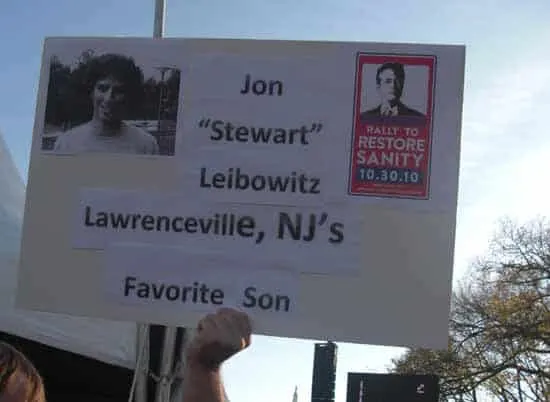 Jon
“Stewart”
Leibowitz
Lawrenceville, NJ's
Favorite Son
RALLY TO
RESTORE
SANITY
10.30.10